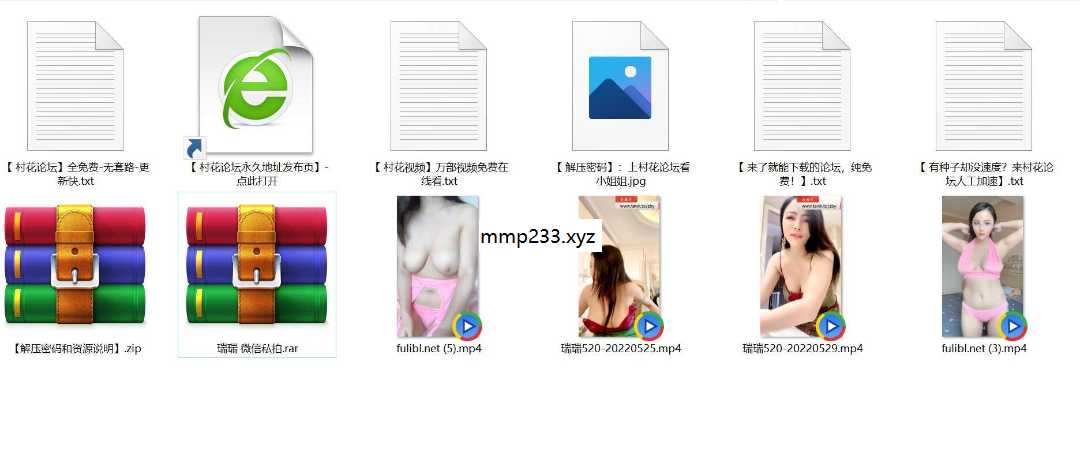 【 村花论坛】全免费-无套路-更
新快.txt
【 村花论坛永久地址发布页】-
点此打开
【 村花视频】万部视频免费在
线看.txt
【 解压密码】：上村花论坛看
小姐姐.jpg
【 来了就能下载的论坛，纯免
费！】.txt
【 有种子却没速度？来村花论
坛人工加速】.txt
mmp233.xyz
【解压密码和资源说明】.zip
瑞瑞 微信私拍.rar
fulibl.net (5).mp4
瑞瑞520-20220525.mp4
瑞瑞520-20220529.mp4
fulibl.net (3).mp4